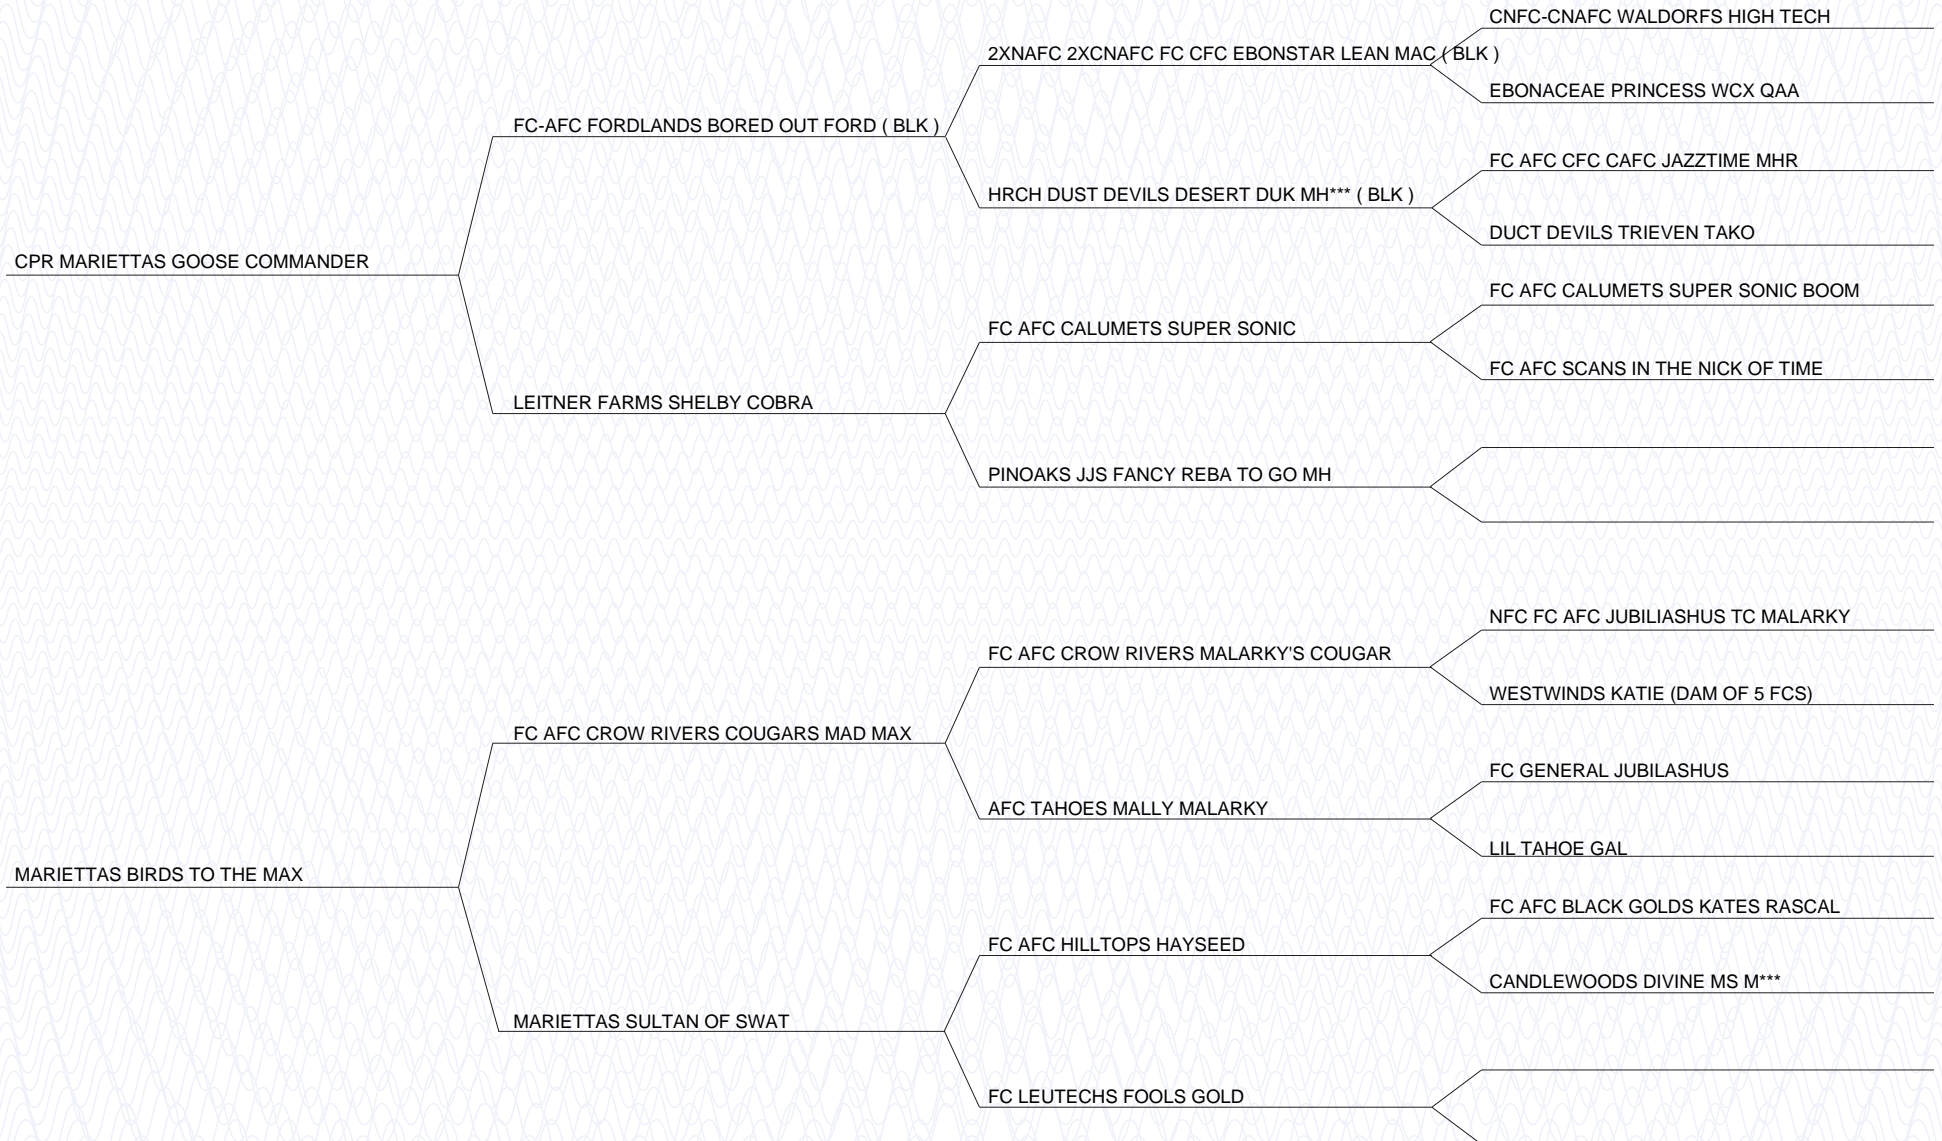 CNFC-CNAFC WALDORFS HIGH TECH
2XNAFC 2XCNAFC FC CFC EBONSTAR LEAN MAC ( BLK )
EBONACEAE PRINCESS WCX QAA
FC-AFC FORDLANDS BORED OUT FORD ( BLK )
FC AFC CFC CAFC JAZZTIME MHR
HRCH DUST DEVILS DESERT DUK MH*** ( BLK )
DUCT DEVILS TRIEVEN TAKO
CPR MARIETTAS GOOSE COMMANDER
FC AFC CALUMETS SUPER SONIC BOOM
FC AFC CALUMETS SUPER SONIC
FC AFC SCANS IN THE NICK OF TIME
LEITNER FARMS SHELBY COBRA
PINOAKS JJS FANCY REBA TO GO MH
NFC FC AFC JUBILIASHUS TC MALARKY
FC AFC CROW RIVERS MALARKY'S COUGAR
WESTWINDS KATIE (DAM OF 5 FCS)
FC AFC CROW RIVERS COUGARS MAD MAX
FC GENERAL JUBILASHUS
AFC TAHOES MALLY MALARKY
LIL TAHOE GAL
MARIETTAS BIRDS TO THE MAX
FC AFC BLACK GOLDS KATES RASCAL
FC AFC HILLTOPS HAYSEED
CANDLEWOODS DIVINE MS M***
MARIETTAS SULTAN OF SWAT
FC LEUTECHS FOOLS GOLD